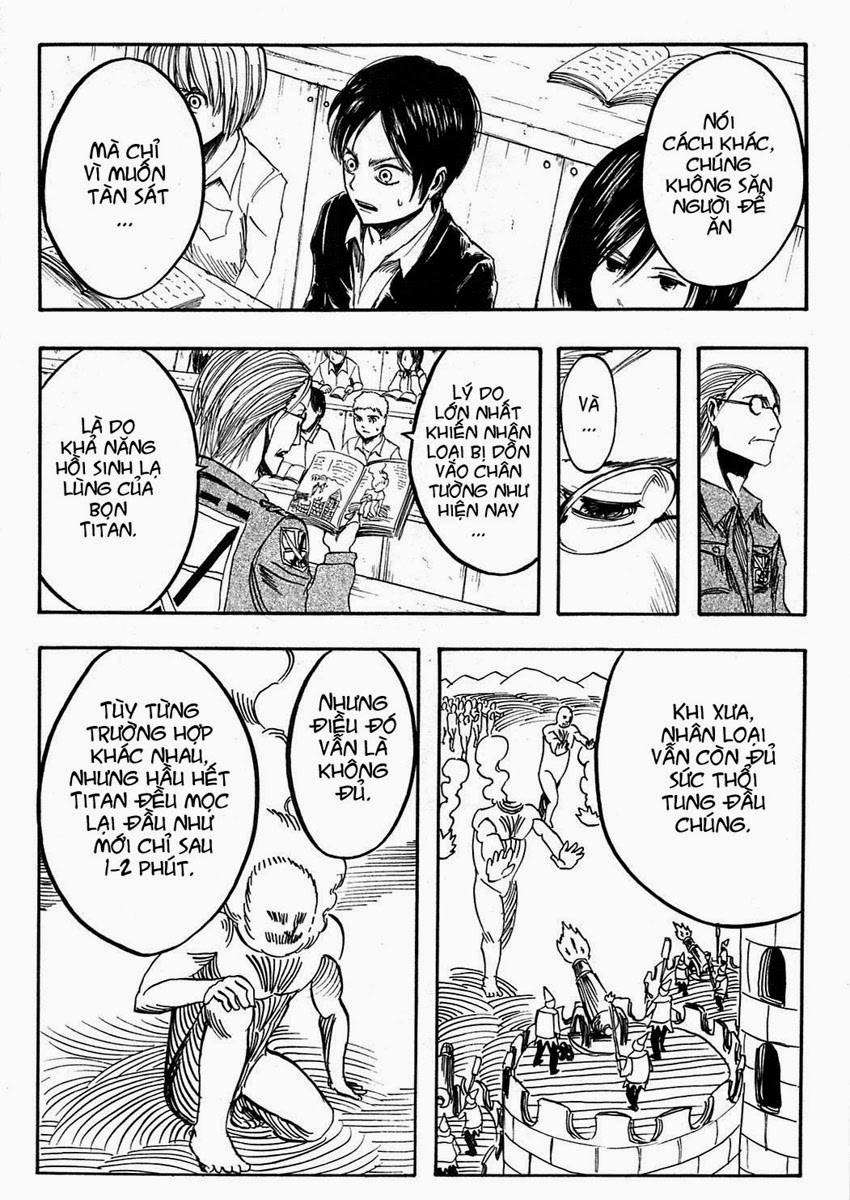 NÓI
CÁCH KHÁC,
CHÚNG
KHÔNG SĂN
NGƯỜI ĐỂ
ĂN
MÀ CHỈ
VÌ MUỐN
TÀN SÁT
...
VÀ
...
LÝ DO
LỚN NHẤT
KHIẾN NHÂN
LOẠI BỊ DỒN
VÀO CHÂN
TƯỜNG NHƯ
HIỆN NAY
...
LÀ DO
KHẢ NĂNG
HỒI SINH LẠ
LÙNG CỦA
BỌN
TITAN.
KHI XƯA,
NHÂN LOẠI
VẪN CÒN ĐỦ
SỨC THỔI
TUNG ĐẦU
CHÚNG.
NHƯNG
ĐIỀU ĐÓ
VẪN LÀ
KHÔNG
ĐỦ.
TÙY TỪNG
TRƯỜNG HỢP
KHÁC NHAU,
NHƯNG HẦU HẾT
TITAN ĐỀU MỌC
LẠI ĐẦU NHƯ
MỚI CHỈ SAU
1-2 PHÚT.